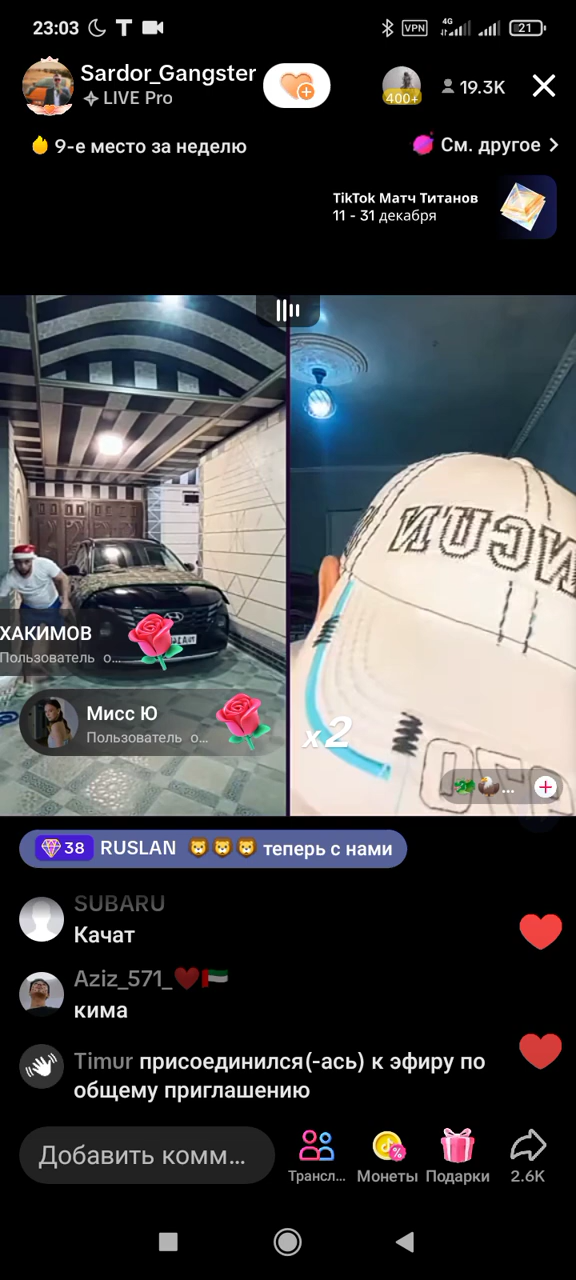 23:03
VPN
4G
21
Sardor_Gangster
LIVE Pro
400+
19.3K
9-е место за неделю
См. другое
TikTok Матч Титанов
11 - 31 декабря
ХАКИМОВ
Пользователь о...
Мисс Ю
Пользователь о...
x2
...
38 RUSLAN 🦁🦁🦁 теперь с нами
SUBARU
Качат
Aziz_571_❤️🇦🇪
кима
Timur присоединился(-ась) к эфиру по
общему приглашению
Добавить комм...
Трансл...
Монеты
Подарки
2.6K